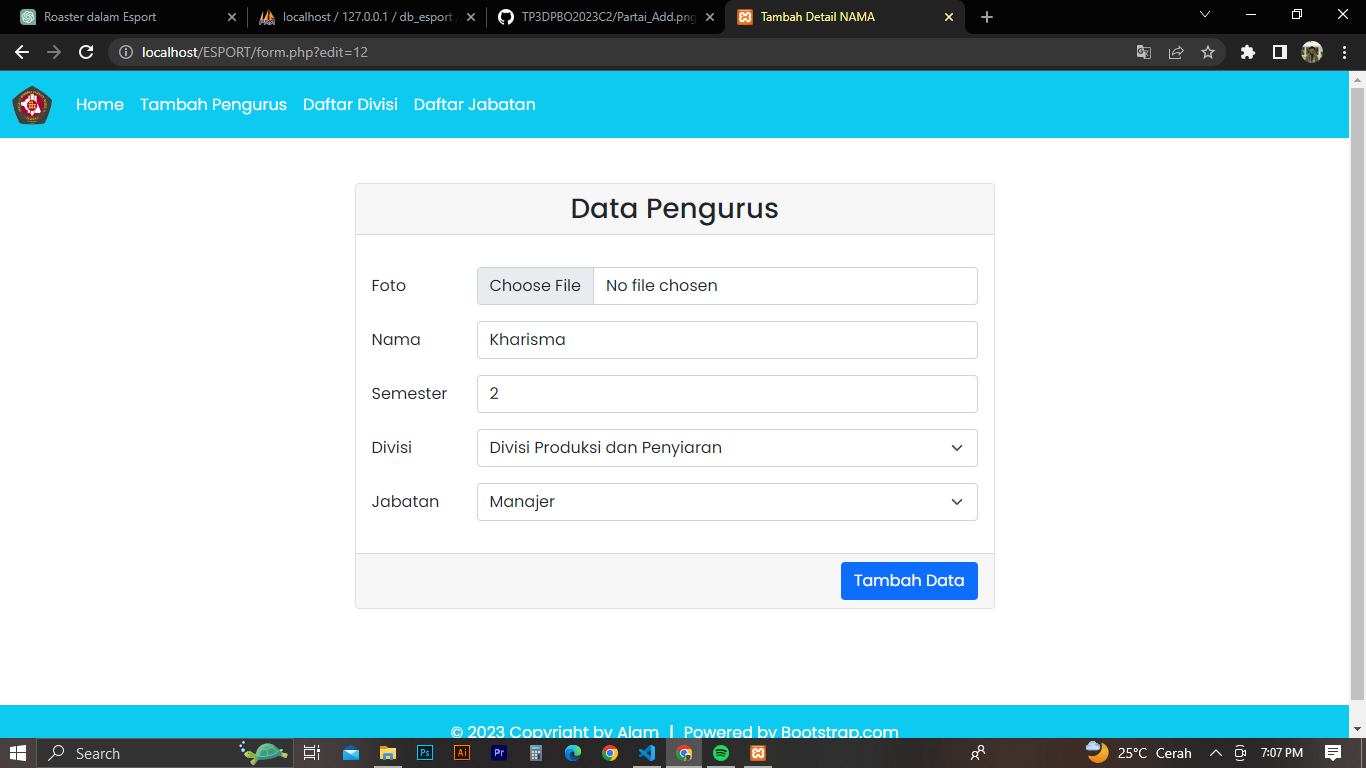 Roaster dalam Esport
localhost / 127.0.0.1 / db_esport
TP3DPBO2023C2/Partai_Add.png
Tambah Detail NAMA
localhost/ESPORT/form.php?edit=12
Home Tambah Pengurus Daftar Divisi Daftar Jabatan
Data Pengurus
Foto Choose File No file chosen
Nama Kharisma
Semester 2
Divisi Divisi Produksi dan Penyiaran
Jabatan Manajer
Tambah Data
© 2023 Copyright by Alam | Powered by Bootstrap.com
Search
Ps
Ai
Pr
25°C Cerah
7:07 PM